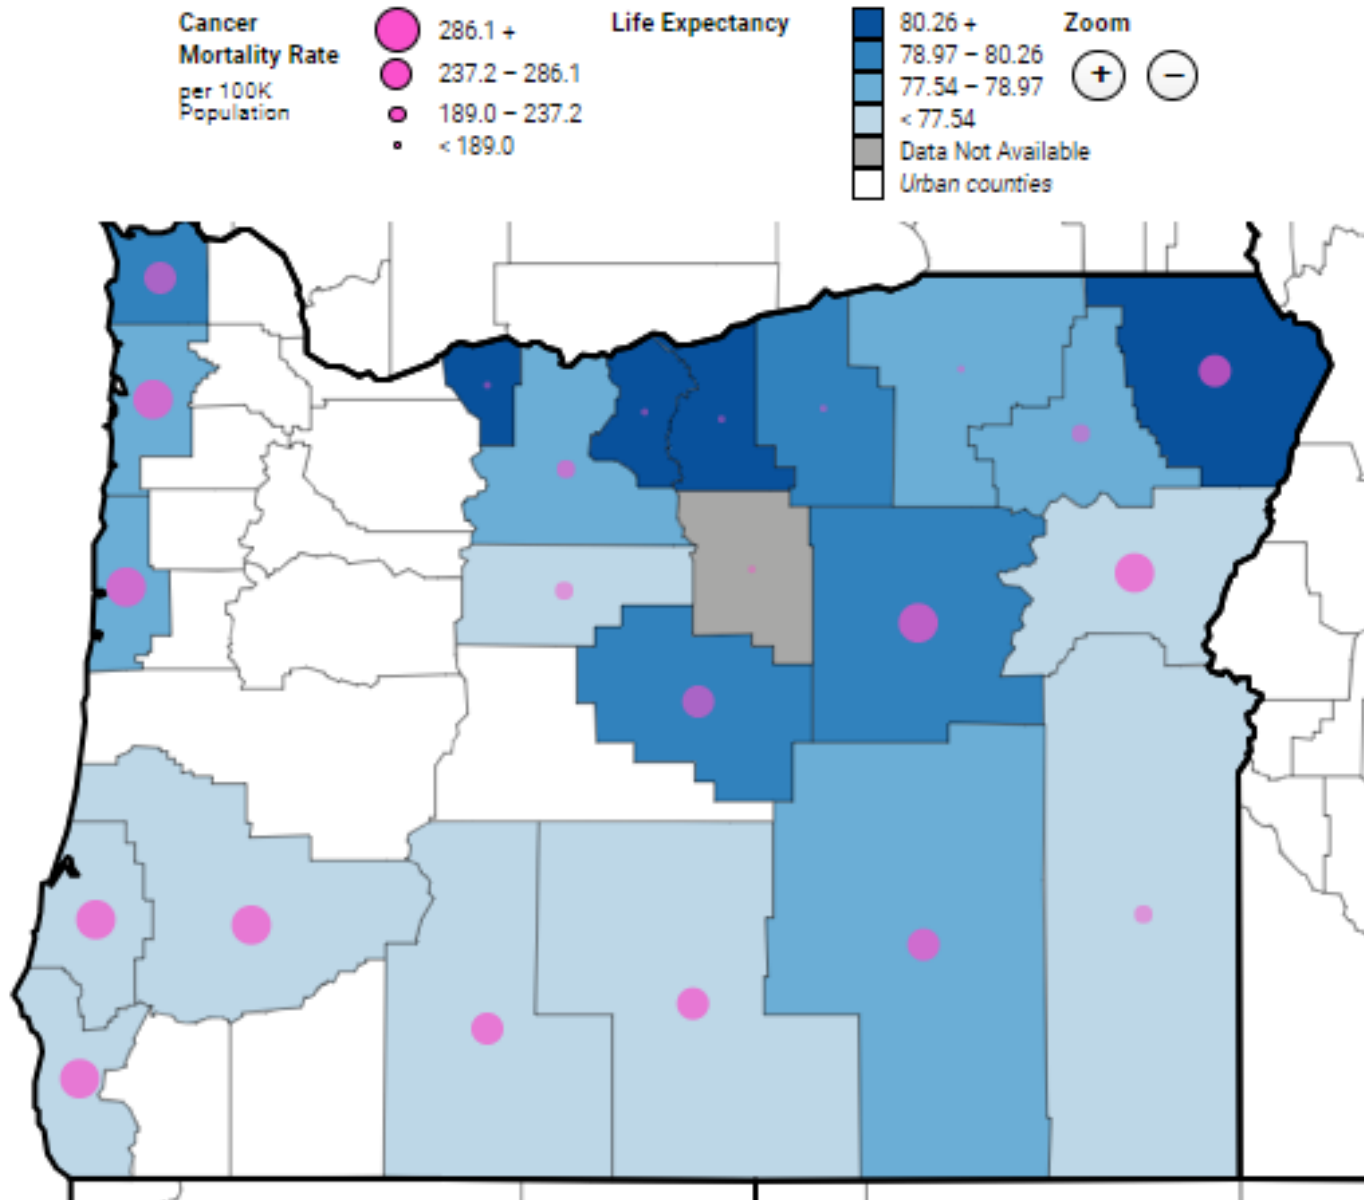 Cancer
Mortality Rate
per 100K
Population
286.1 +
237.2 – 286.1
189.0 – 237.2
< 189.0
Life Expectancy
80.26 +
78.97 – 80.26
77.54 – 78.97
< 77.54
Data Not Available
Urban counties
Zoom
+
−